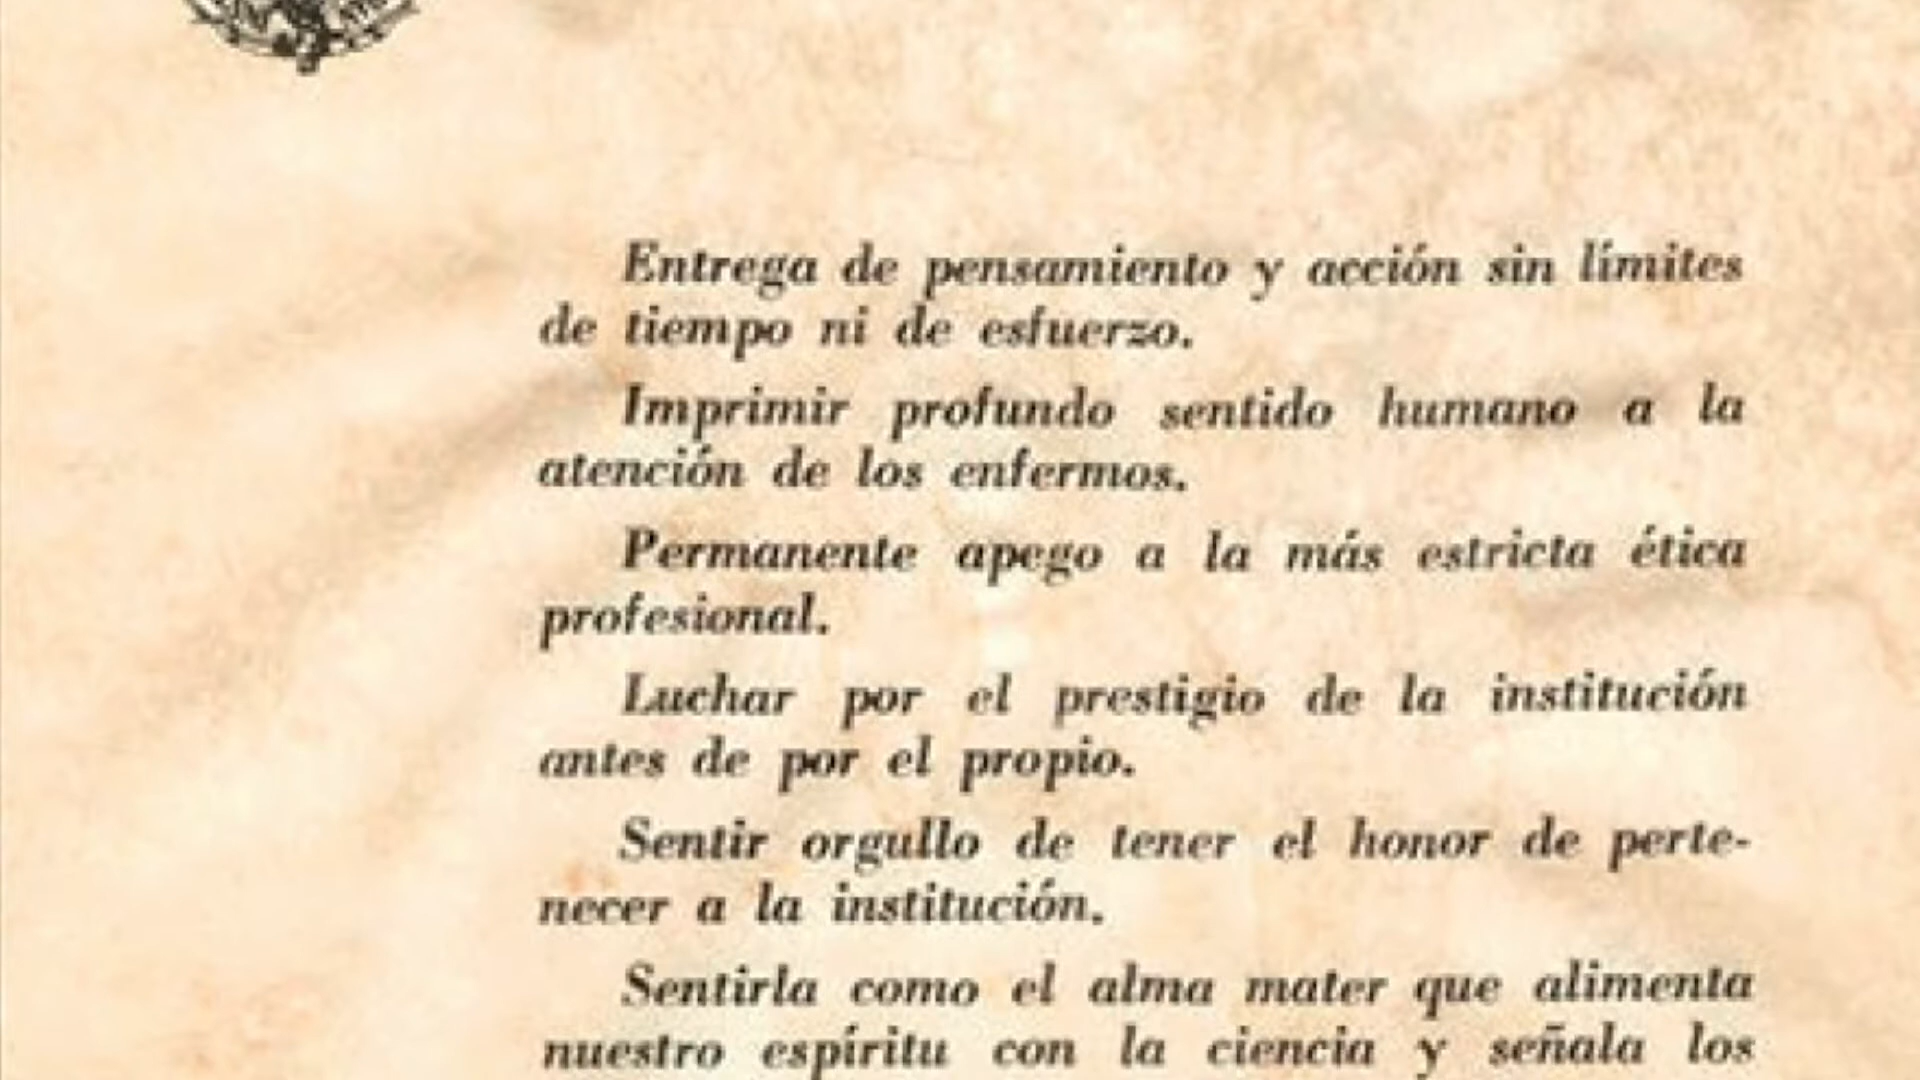 Entrega de pensamiento y acción sin límites
de tiempo ni de esfuerzo.
Imprimir profundo sentido humano a la
atención de los enfermos.
Permanente apego a la más estricta ética
profesional.
Luchar por el prestigio de la institución
antes de por el propio.
Sentir orgullo de tener el honor de perte-
necer a la institución.
Sentirla como el alma mater que alimenta
nuestro espíritu con la ciencia y señala los